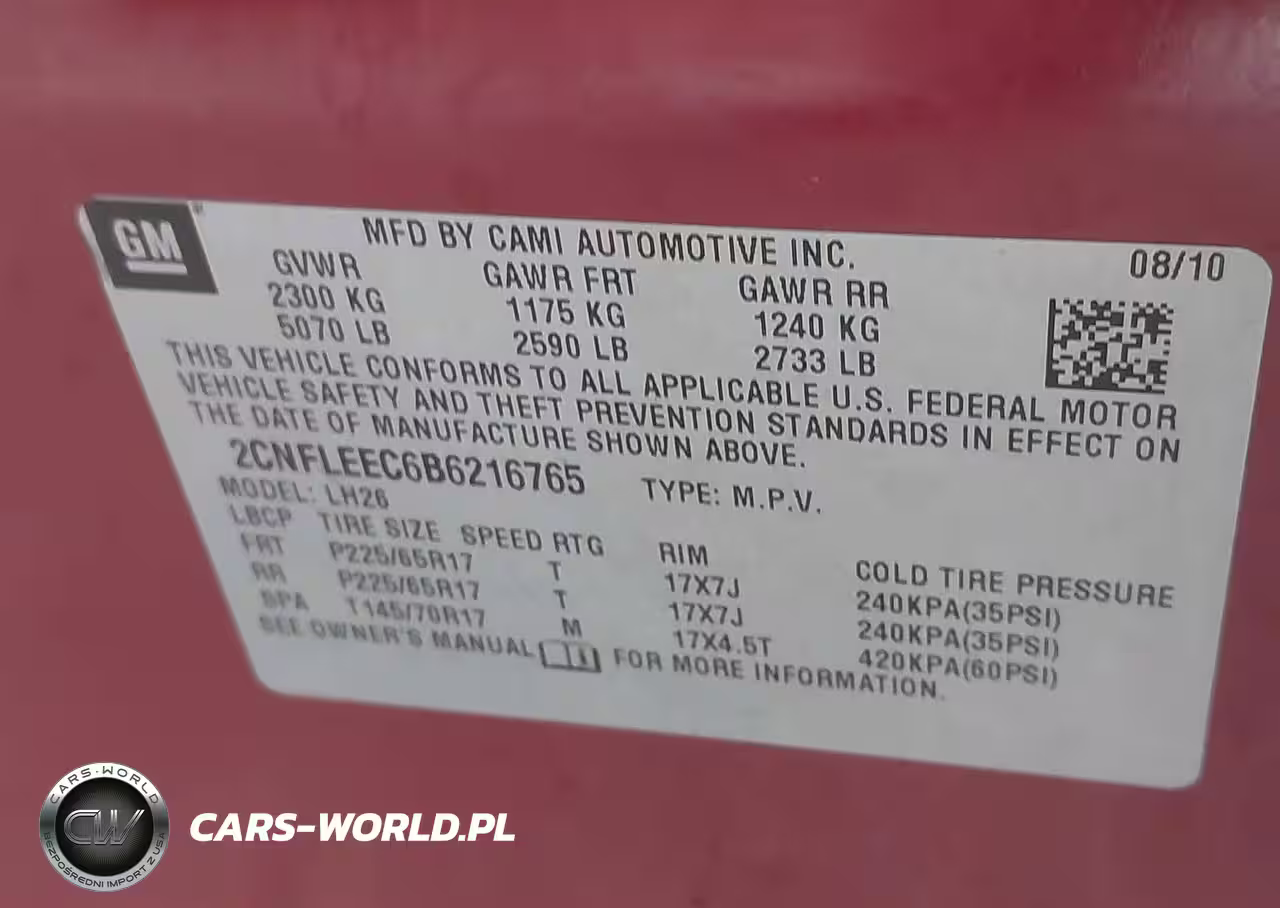 GM
MFD BY CAMI AUTOMOTIVE INC.
08/10
GVWR GAWR FRT GAWR RR
2300 KG 1175 KG 1240 KG
5070 LB 2590 LB 2733 LB
THIS VEHICLE CONFORMS TO ALL APPLICABLE U.S. FEDERAL MOTOR
VEHICLE SAFETY AND THEFT PREVENTION STANDARDS IN EFFECT ON
THE DATE OF MANUFACTURE SHOWN ABOVE.
2CNFLEEC6B6216765 TYPE: M.P.V.
MODEL: LH26
LBCP TIRE SIZE SPEED RTG RIM COLD TIRE PRESSURE
FRT P225/65R17 T 17X7J 240KPA(35PSI)
RR P225/65R17 T 17X7J 240KPA(35PSI)
SPA T145/70R17 M 17X4.5T 420KPA(60PSI)
SEE OWNER'S MANUAL FOR MORE INFORMATION.
CARS-WORLD
CW
BEZPOŚREDNI IMPORT Z USA
CARS-WORLD.PL